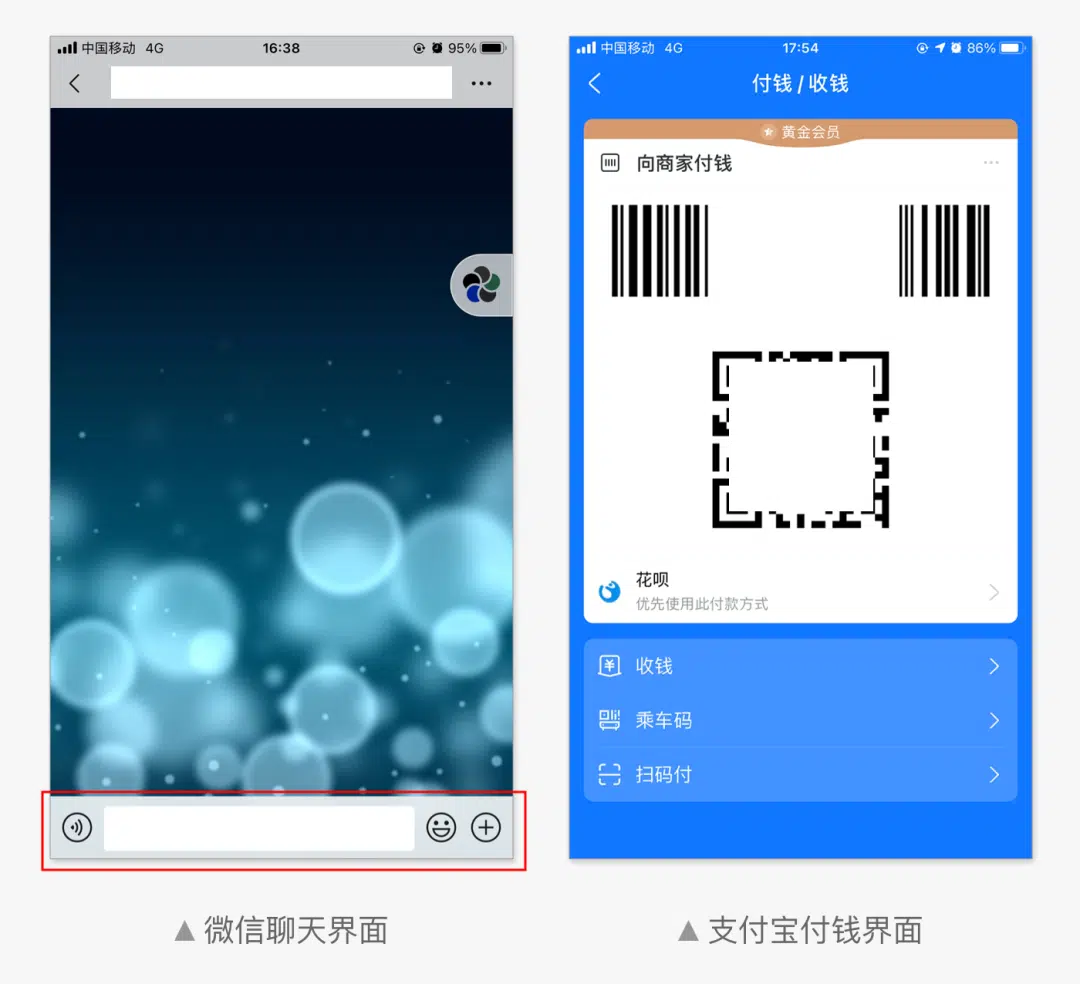 中国移动 4G 16:38 95%
中国移动 4G 17:54 86%
付钱 / 收钱
黄金会员
向商家付钱
花呗
优先使用此付款方式
收钱
乘车码
扫码付
▲ 微信聊天界面
▲ 支付宝付钱界面